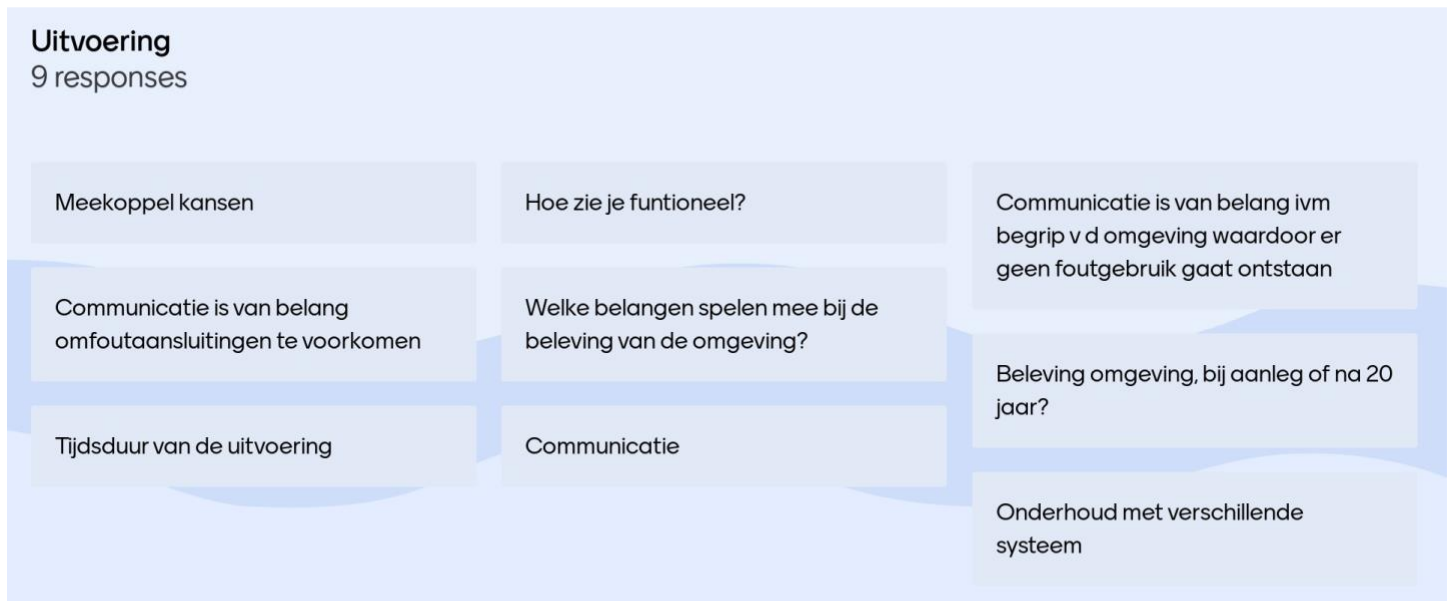 Uitvoering
9 responses
Meekoppel kansen
Communicatie is van belang
omfoutaansluitingen te voorkomen
Tijdsduur van de uitvoering
Hoe zie je funtioneel?
Welke belangen spelen mee bij de
beleving van de omgeving?
Communicatie
Communicatie is van belang ivm
begrip v d omgeving waardoor er
geen foutgebruik gaat ontstaan
Beleving omgeving, bij aanleg of na 20
jaar?
Onderhoud met verschillende
systeem